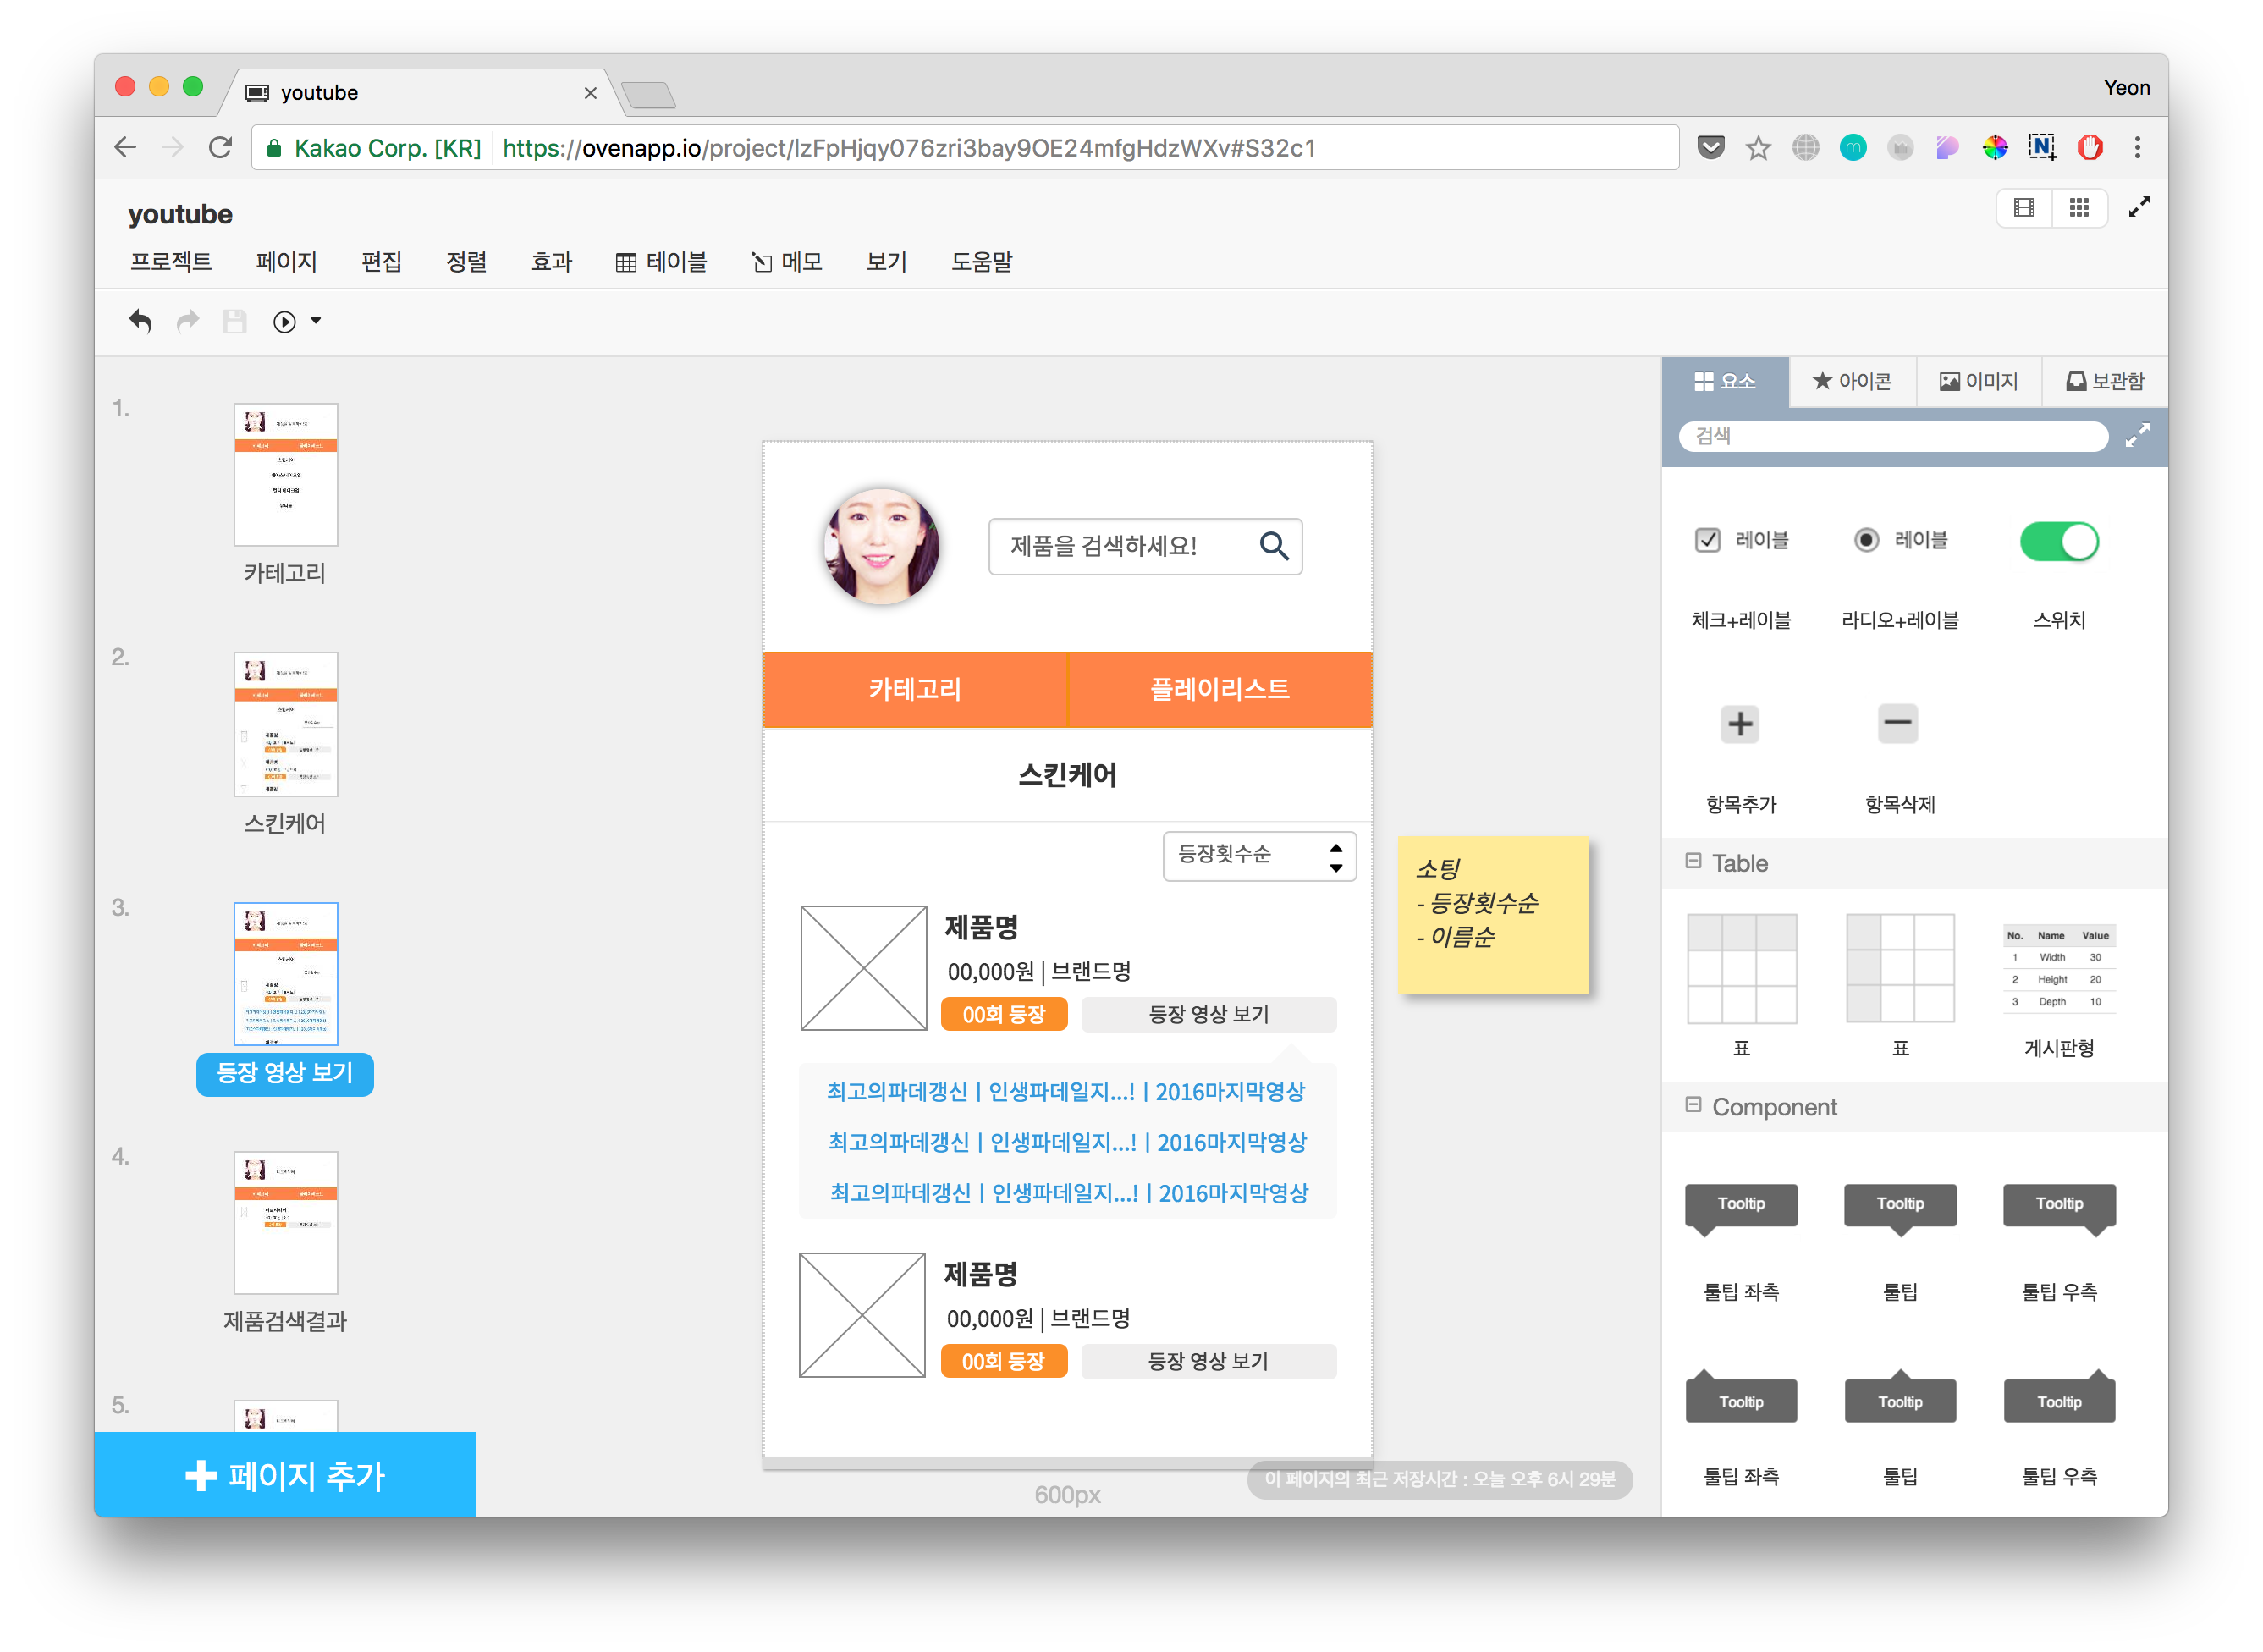 youtube
Yeon
Kakao Corp. [KR]
https://ovenapp.io/project/lzFpHjqy076zri3bay9OE24mfgHdzWXv#S32c1
youtube
프로젝트 페이지 편집 정렬 효과 테이블 메모 보기 도움말
1.
카테고리
2.
스킨케어
3.
등장 영상 보기
4.
제품검색결과
5.
페이지 추가
제품을 검색하세요!
카테고리 플레이리스트
스킨케어
등장횟수순
제품명
00,000원 | 브랜드명
00회 등장 등장 영상 보기
최고의파데갱신 | 인생파데일지...! | 2016마지막영상
최고의파데갱신 | 인생파데일지...! | 2016마지막영상
최고의파데갱신 | 인생파데일지...! | 2016마지막영상
제품명
00,000원 | 브랜드명
00회 등장 등장 영상 보기
600px
이 페이지의 최근 저장시간 : 오늘 오후 6시 29분
소팅
- 등장횟수순
- 이름순
요소 아이콘 이미지 보관함
검색
레이블 레이블
체크+레이블 라디오+레이블 스위치
항목추가 항목삭제
Table
No. Name Value
1 Width 30
2 Height 20
3 Depth 10
표 표 게시판형
Component
Tooltip Tooltip Tooltip
툴팁 좌측 툴팁 툴팁 우측
Tooltip Tooltip Tooltip
툴팁 좌측 툴팁 툴팁 우측